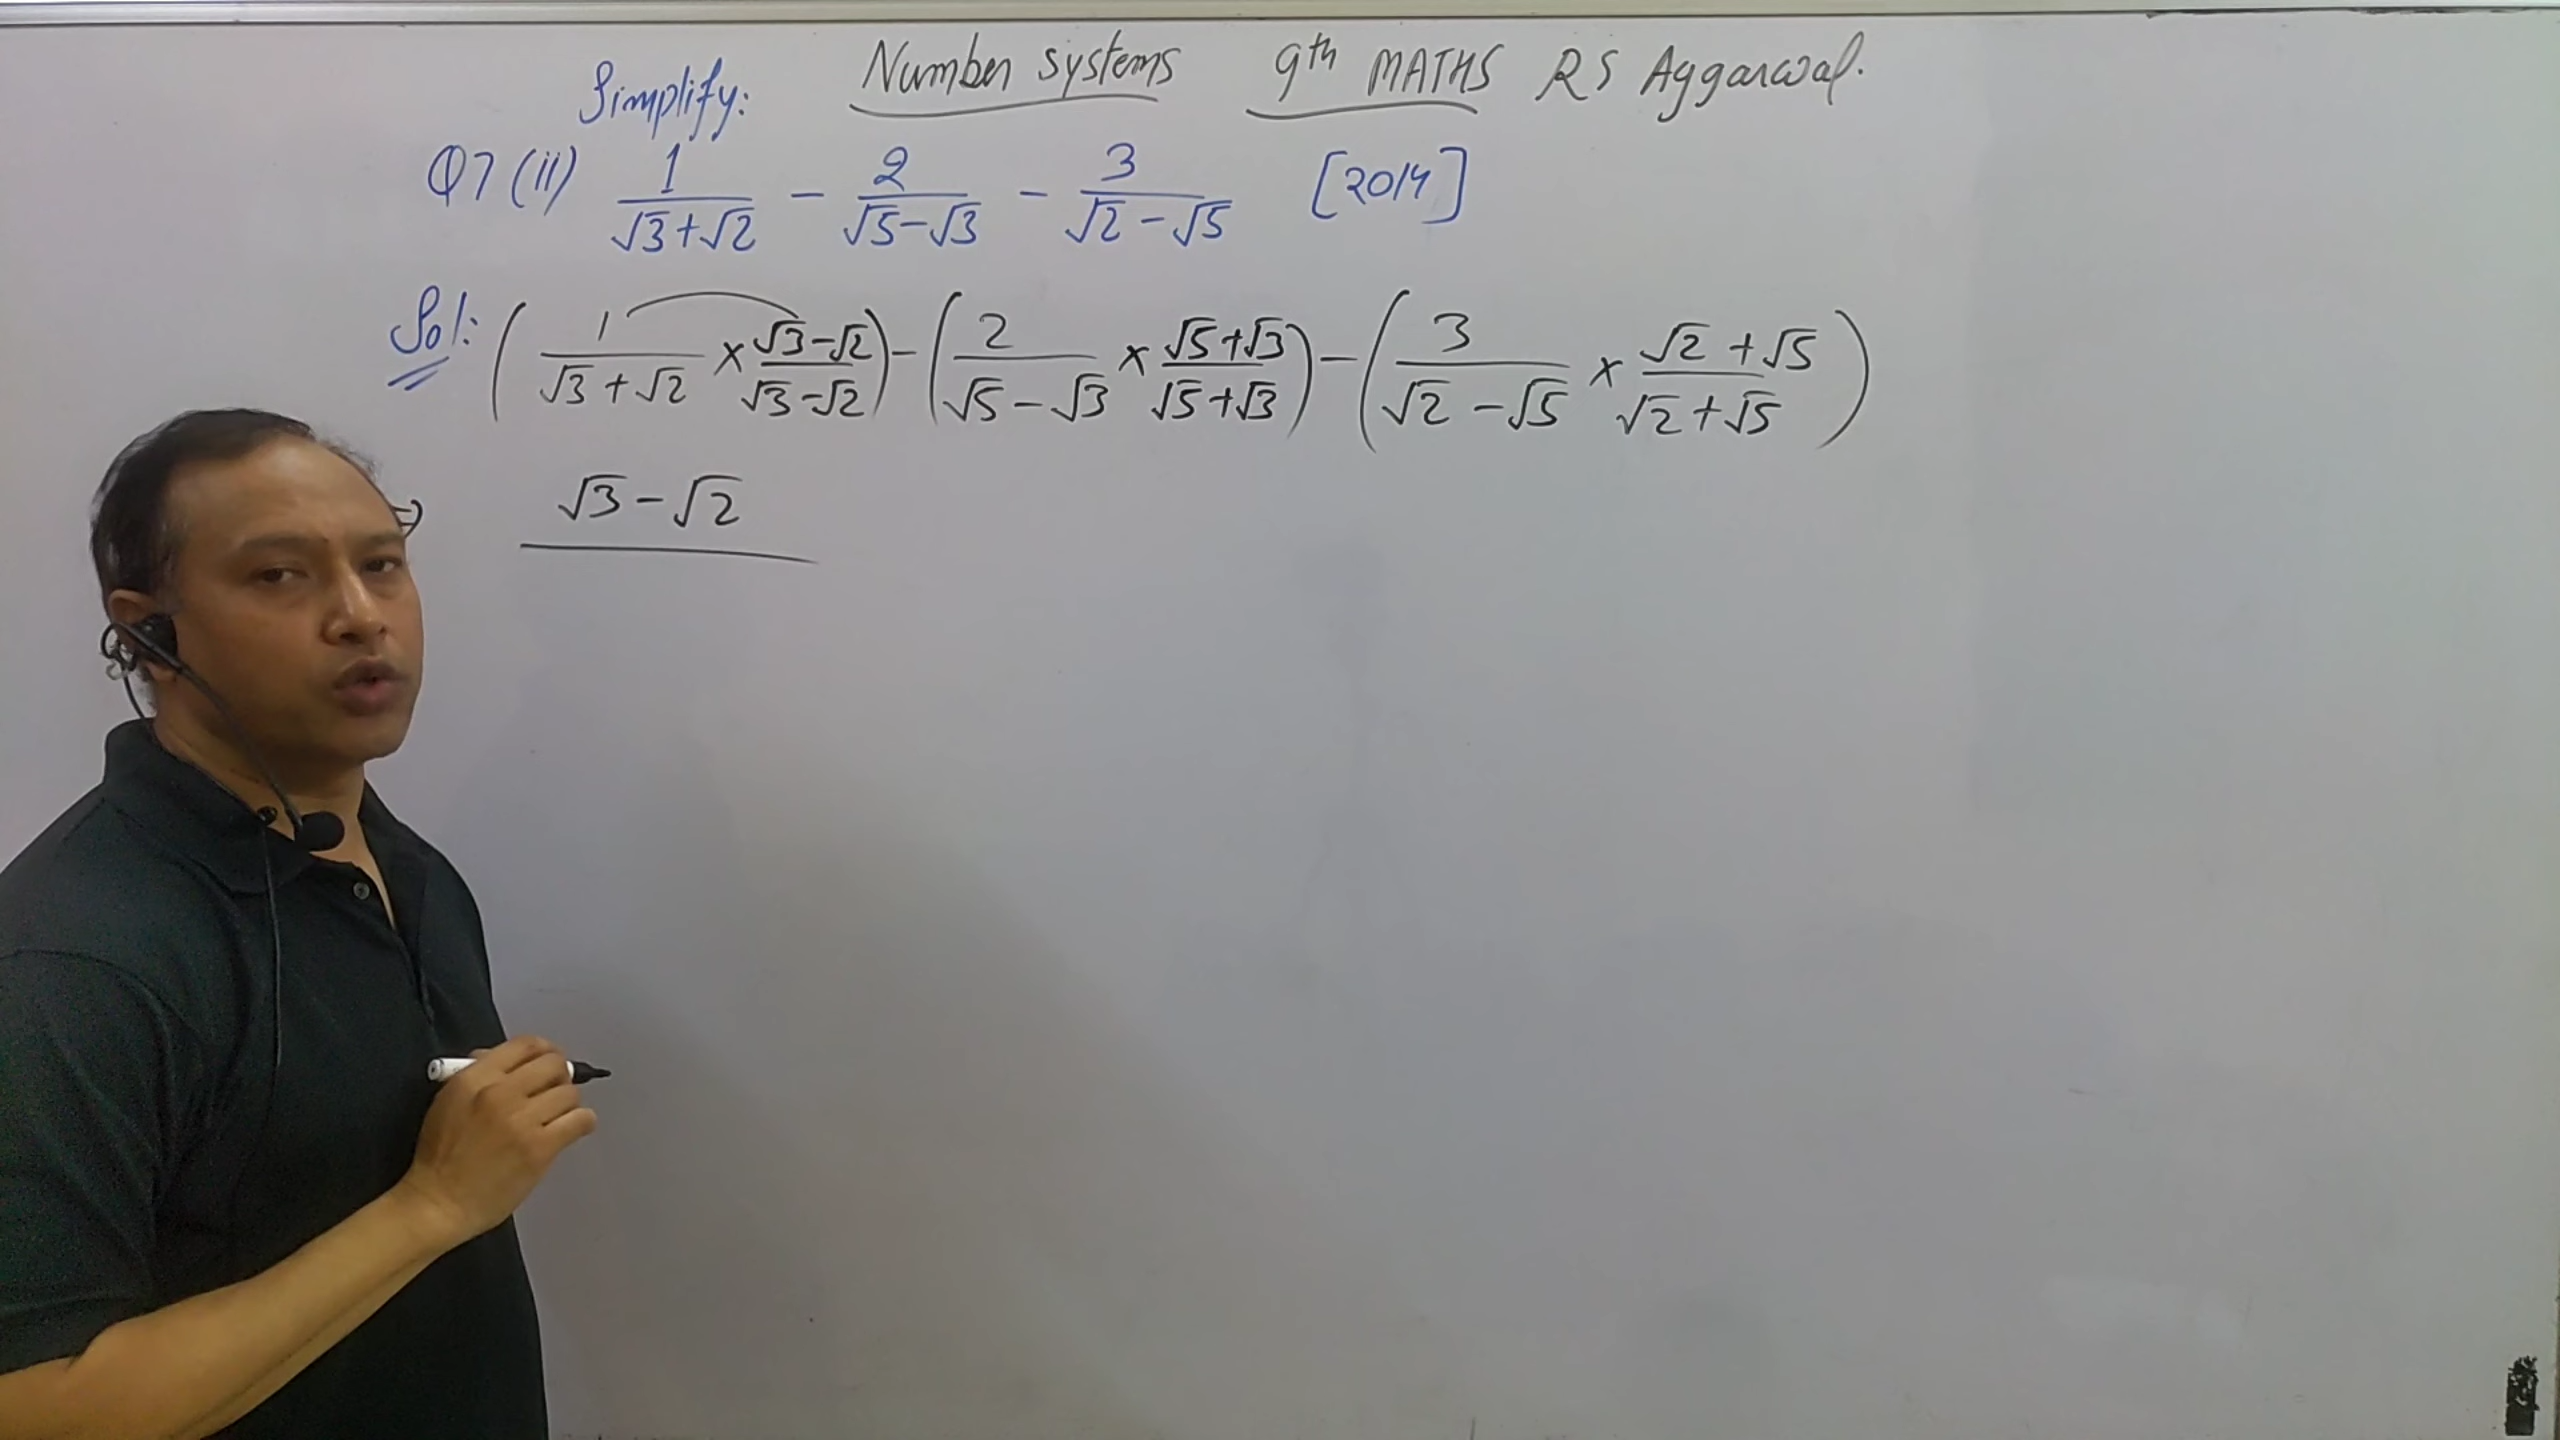 Number systems 9th MATHS RS Aggarwal.
Simplify:
Q7 (ii) 1/(√3+√2) - 2/(√5-√3) - 3/(√2-√5) [2014]
Sol: (1/(√3+√2) × (√3-√2)/(√3-√2)) - (2/(√5-√3) × (√5+√3)/(√5+√3)) - (3/(√2-√5) × (√2+√5)/(√2+√5))
⇒ √3-√2